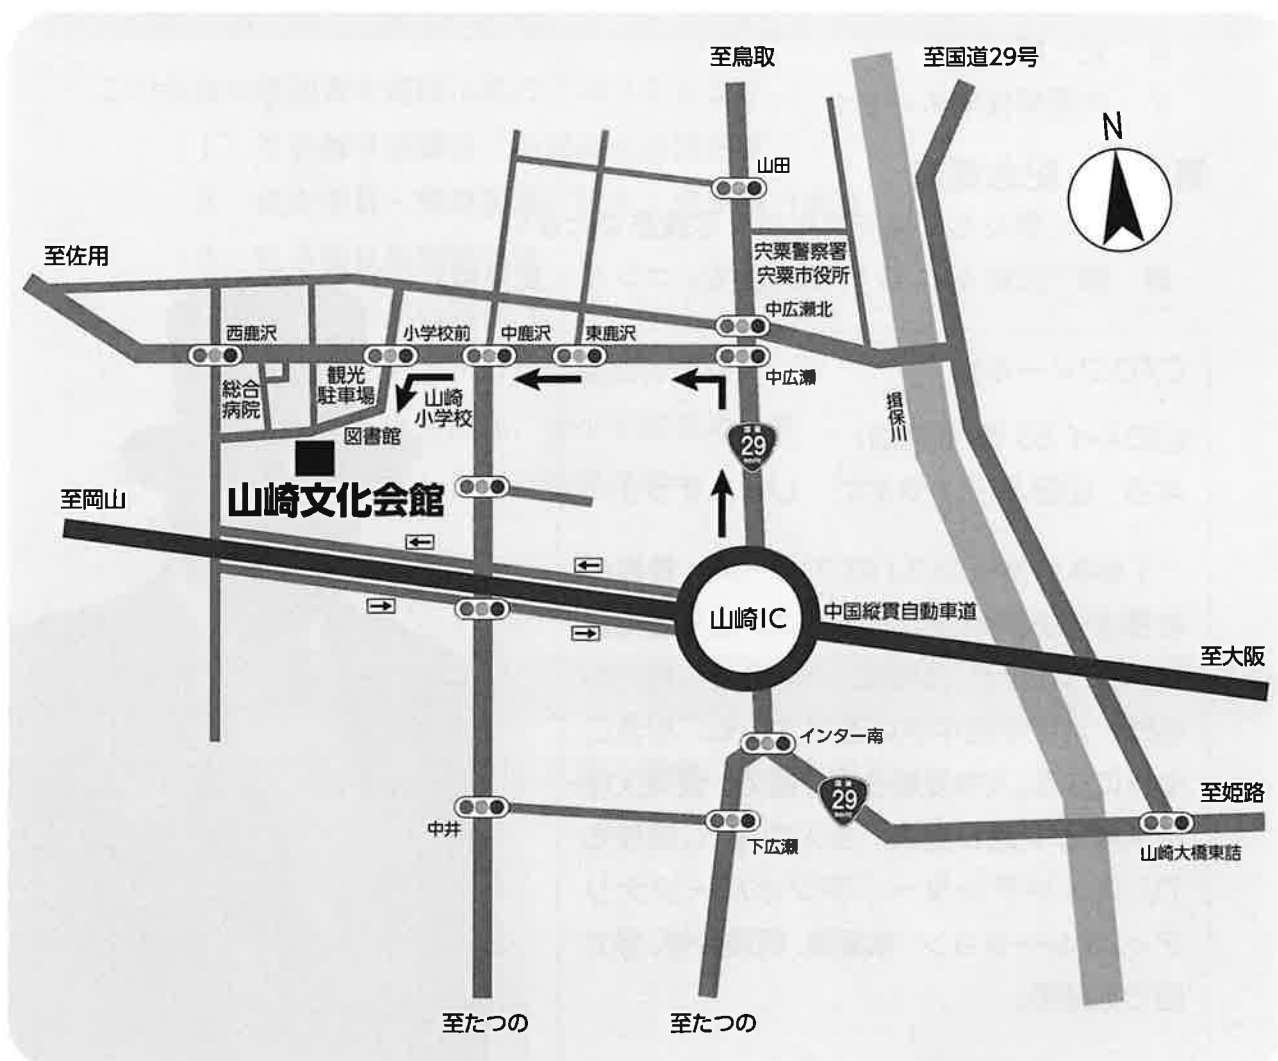 至鳥取
至国道29号
N
山田
宍粟警察署
宍粟市役所
至佐用
中広瀬北
西鹿沢
小学校前
中鹿沢
東鹿沢
中広瀬
総合
病院
観光
駐車場
山崎
小学校
揖保川
図書館
29
山崎文化会館
至岡山
山崎IC
中国縦貫自動車道
至大阪
インター南
29
至姫路
中井
下広瀬
山崎大橋東詰
至たつの
至たつの